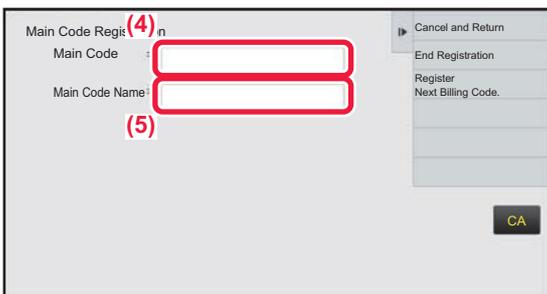 Main Code Regis (4) n
Main Code :
Main Code Name:
(5)
Cancel and Return
End Registration
Register
Next Billing Code.
CA